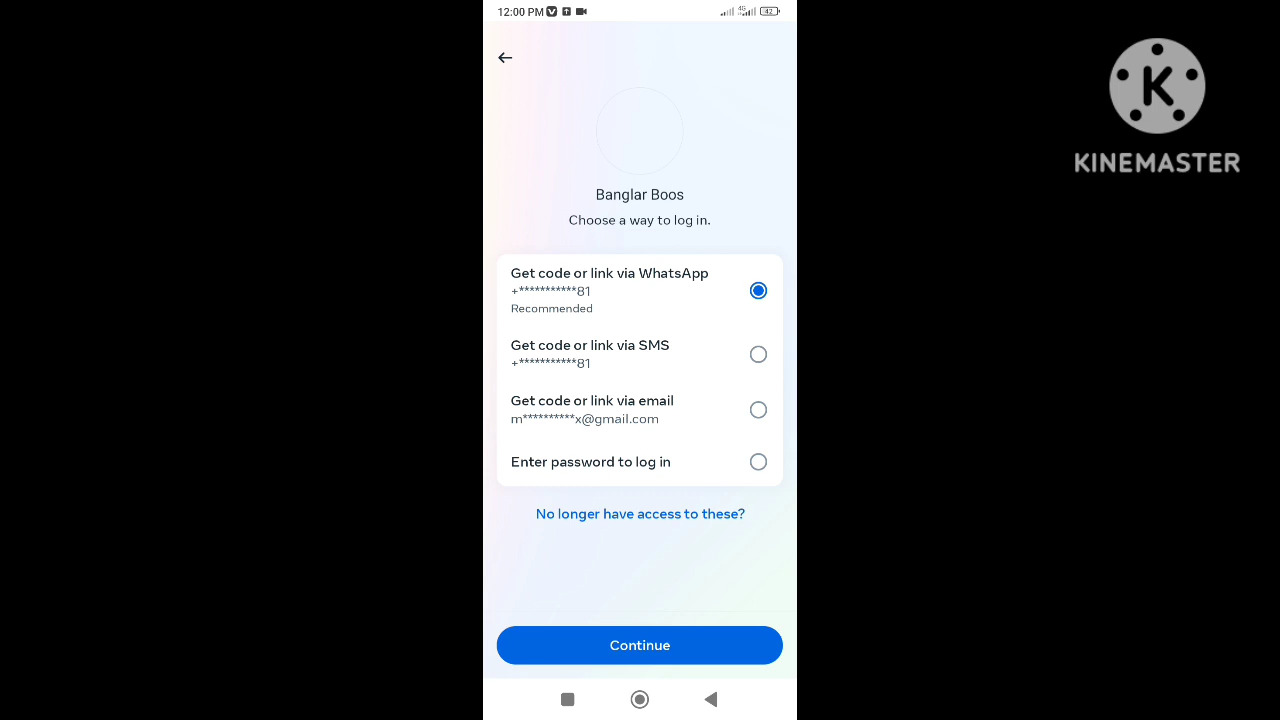 12:00 PM
4G
42
KINEMASTER
Banglar Boos
Choose a way to log in.
Get code or link via WhatsApp
+***********81
Recommended
Get code or link via SMS
+***********81
Get code or link via email
m**********x@gmail.com
Enter password to log in
No longer have access to these?
Continue